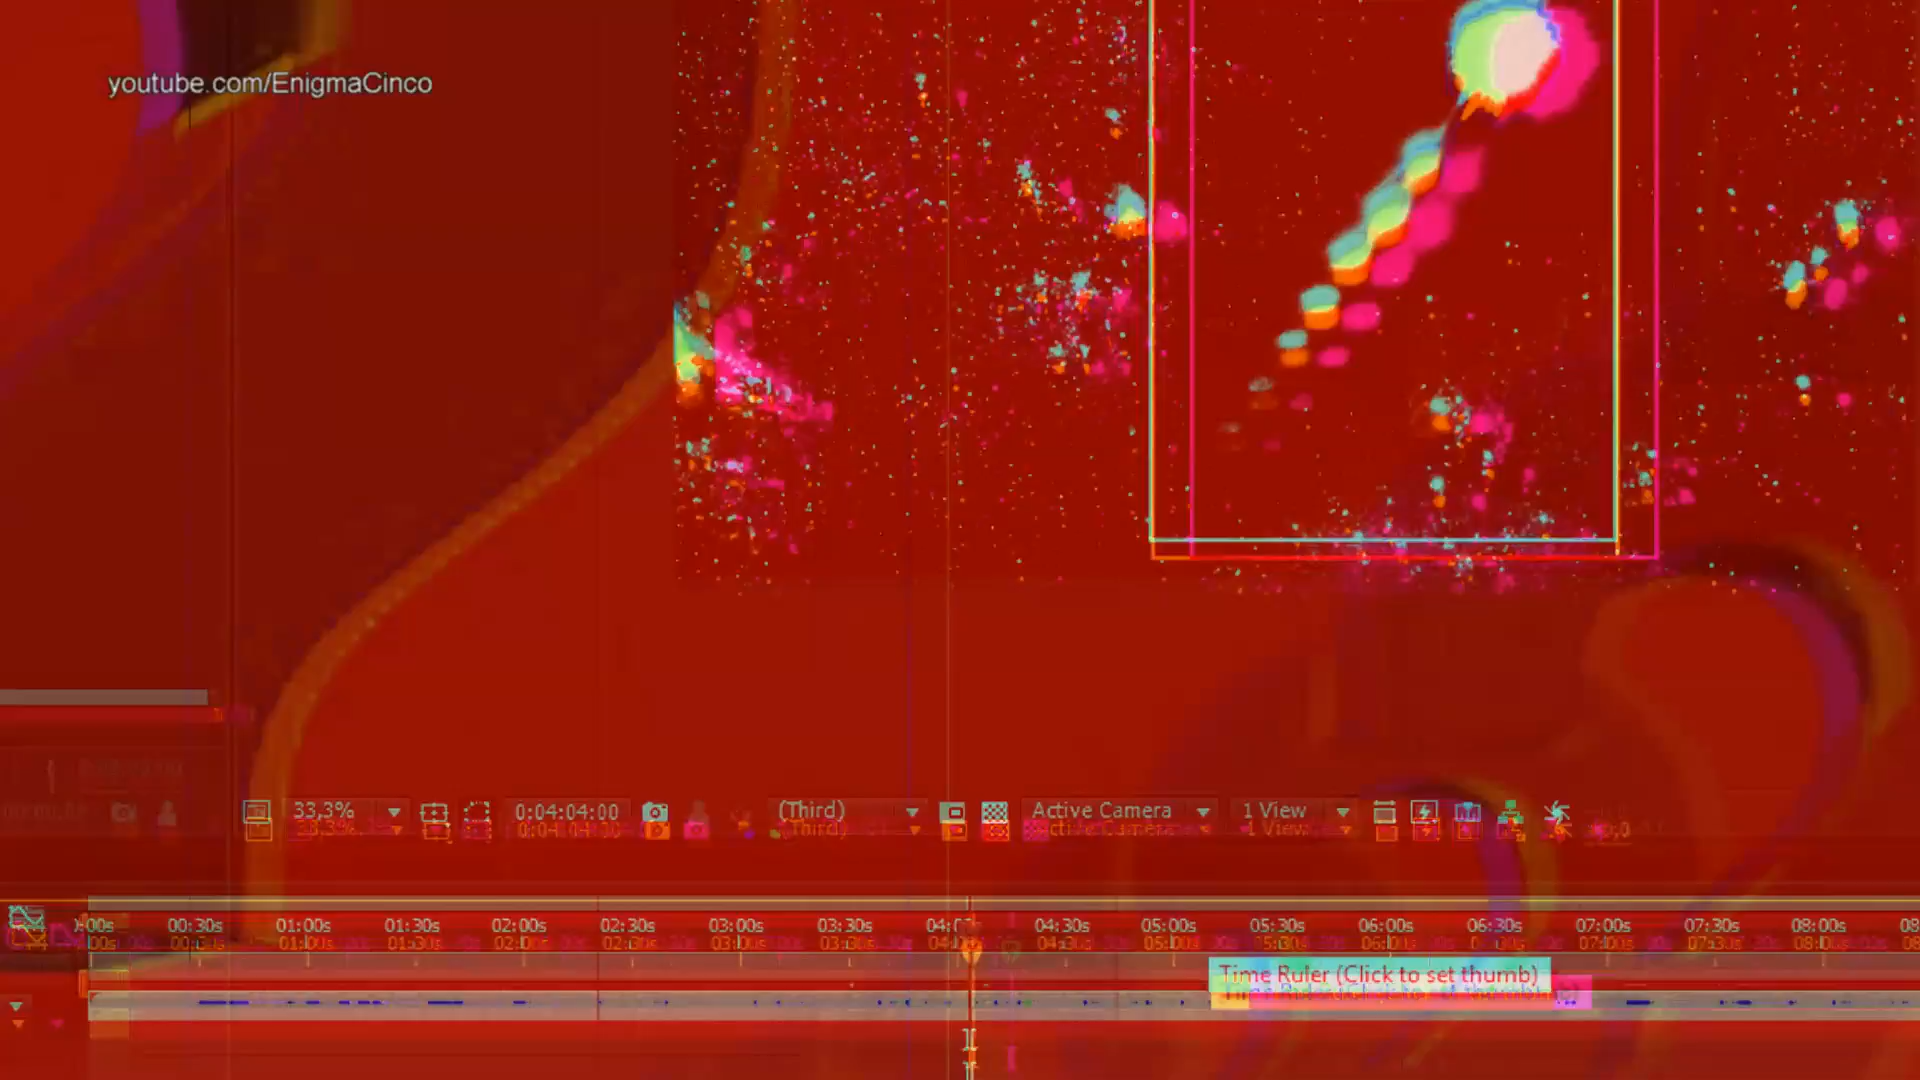 youtube.com/EnigmaCinco
33,3% 0:04:04:00 (Third) Active Camera 1 View
00:30s 01:00s 01:30s 02:00s 02:30s 03:00s 03:30s 04:30s 05:00s 05:30s 06:00s 06:30s 07:00s 07:30s 08:00s
Time Ruler (Click to set thumb)